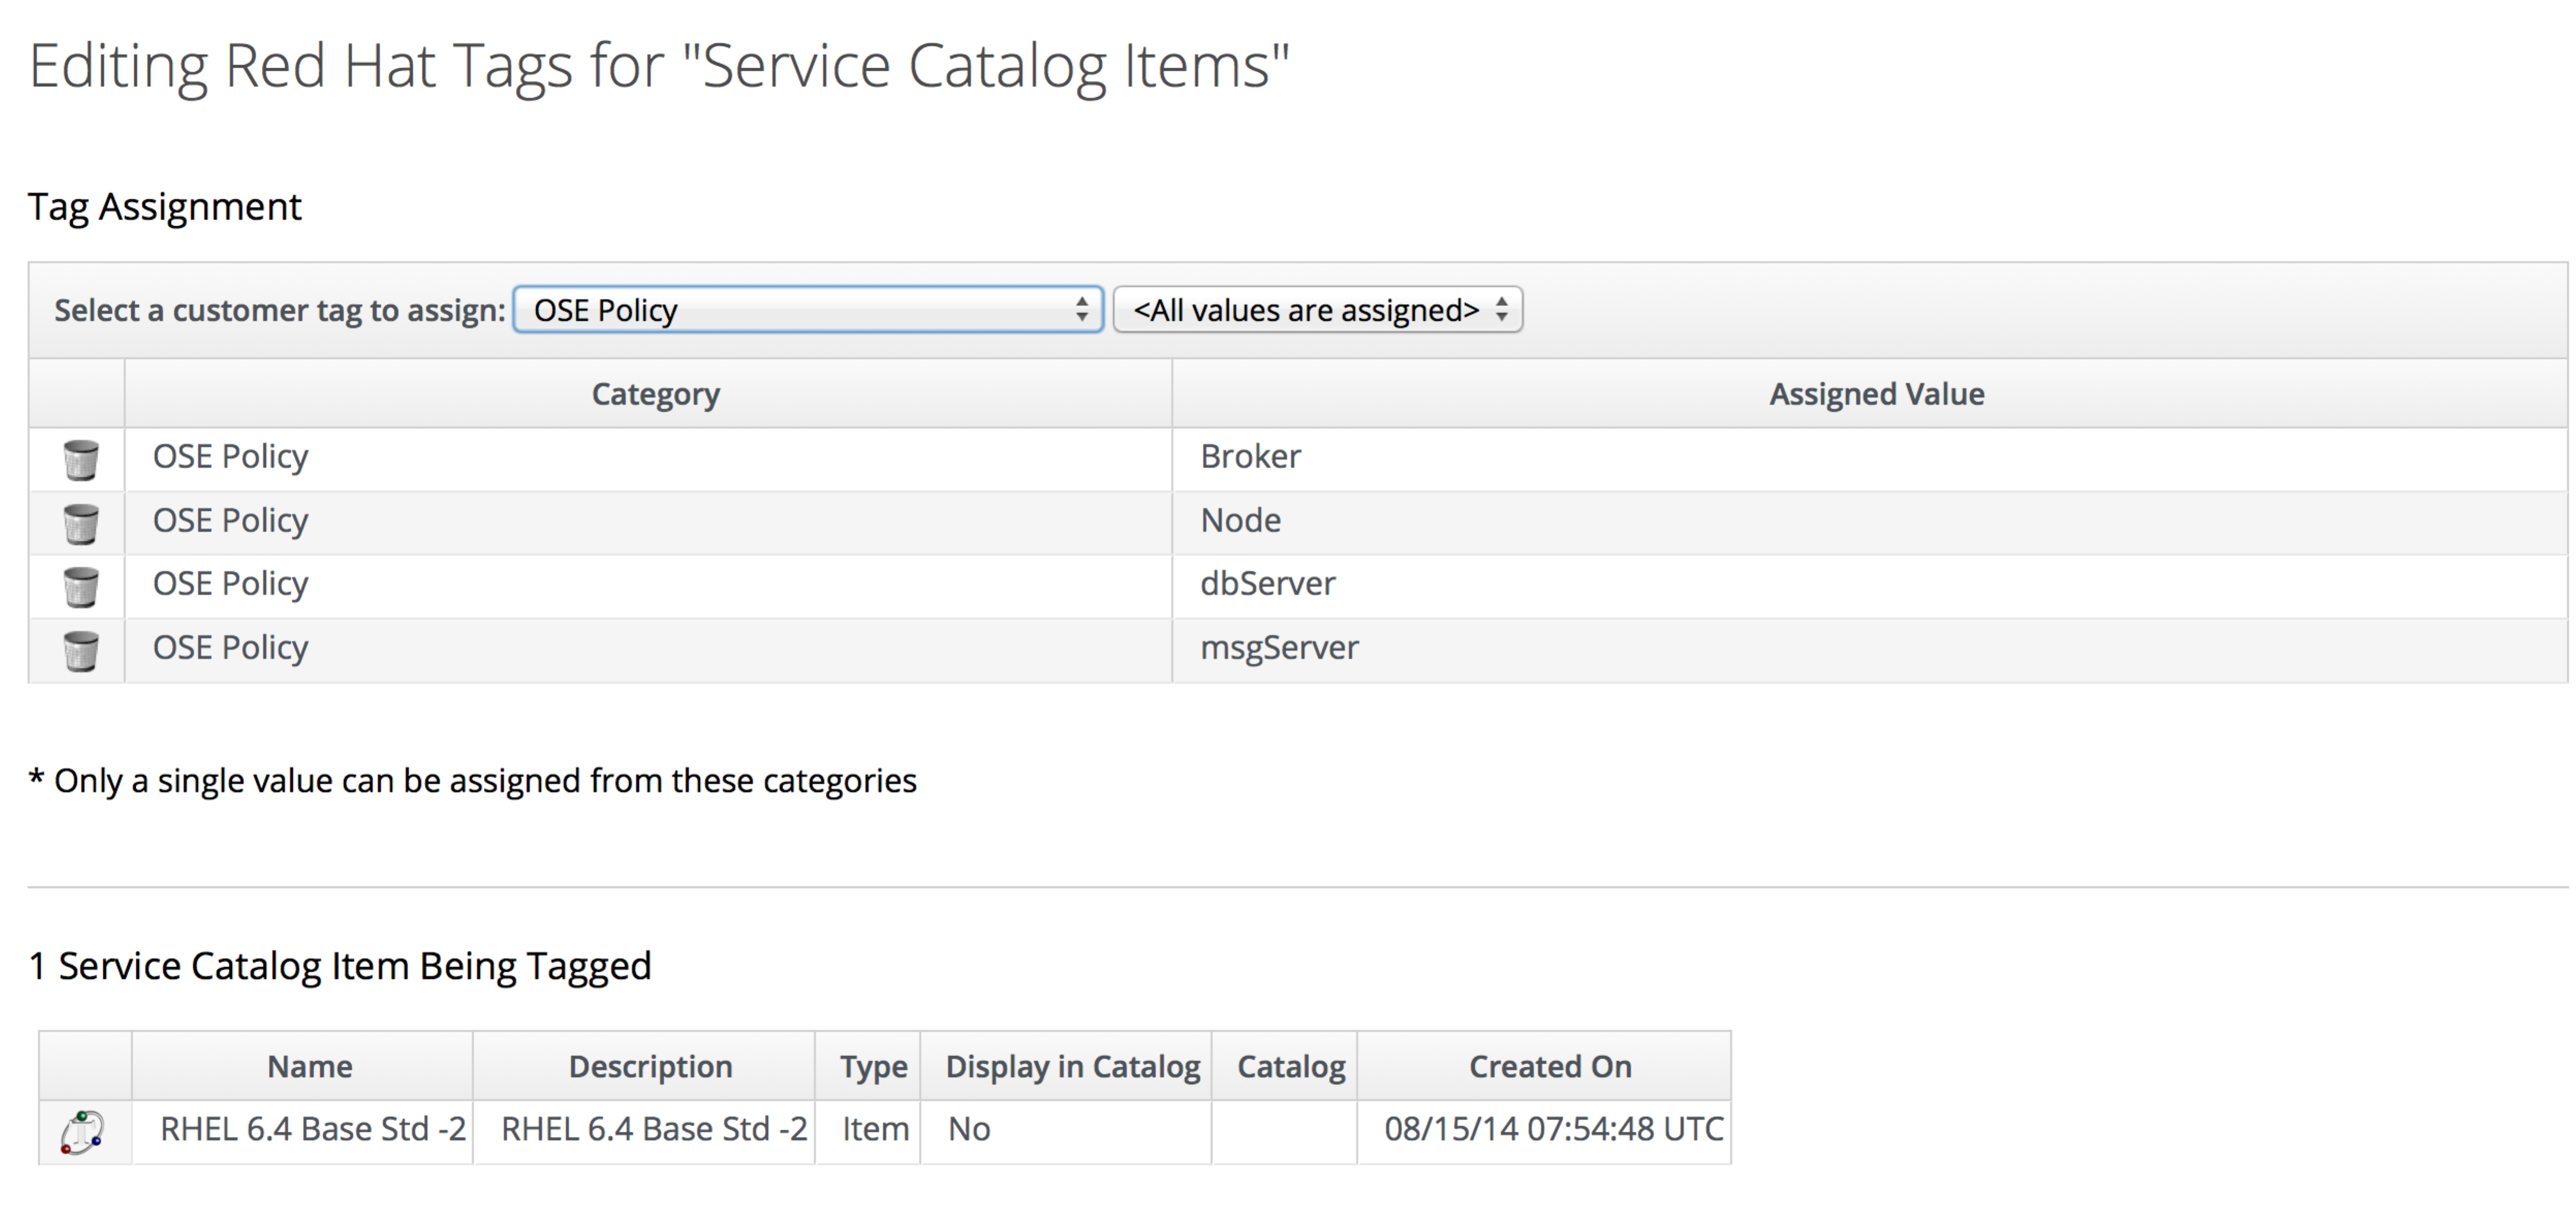 Editing Red Hat Tags for "Service Catalog Items"
Tag Assignment
Select a customer tag to assign: OSE Policy <All values are assigned>
Category Assigned Value
OSE Policy Broker
OSE Policy Node
OSE Policy dbServer
OSE Policy msgServer
* Only a single value can be assigned from these categories
1 Service Catalog Item Being Tagged
Name Description Type Display in Catalog Catalog Created On
RHEL 6.4 Base Std -2 RHEL 6.4 Base Std -2 Item No 08/15/14 07:54:48 UTC